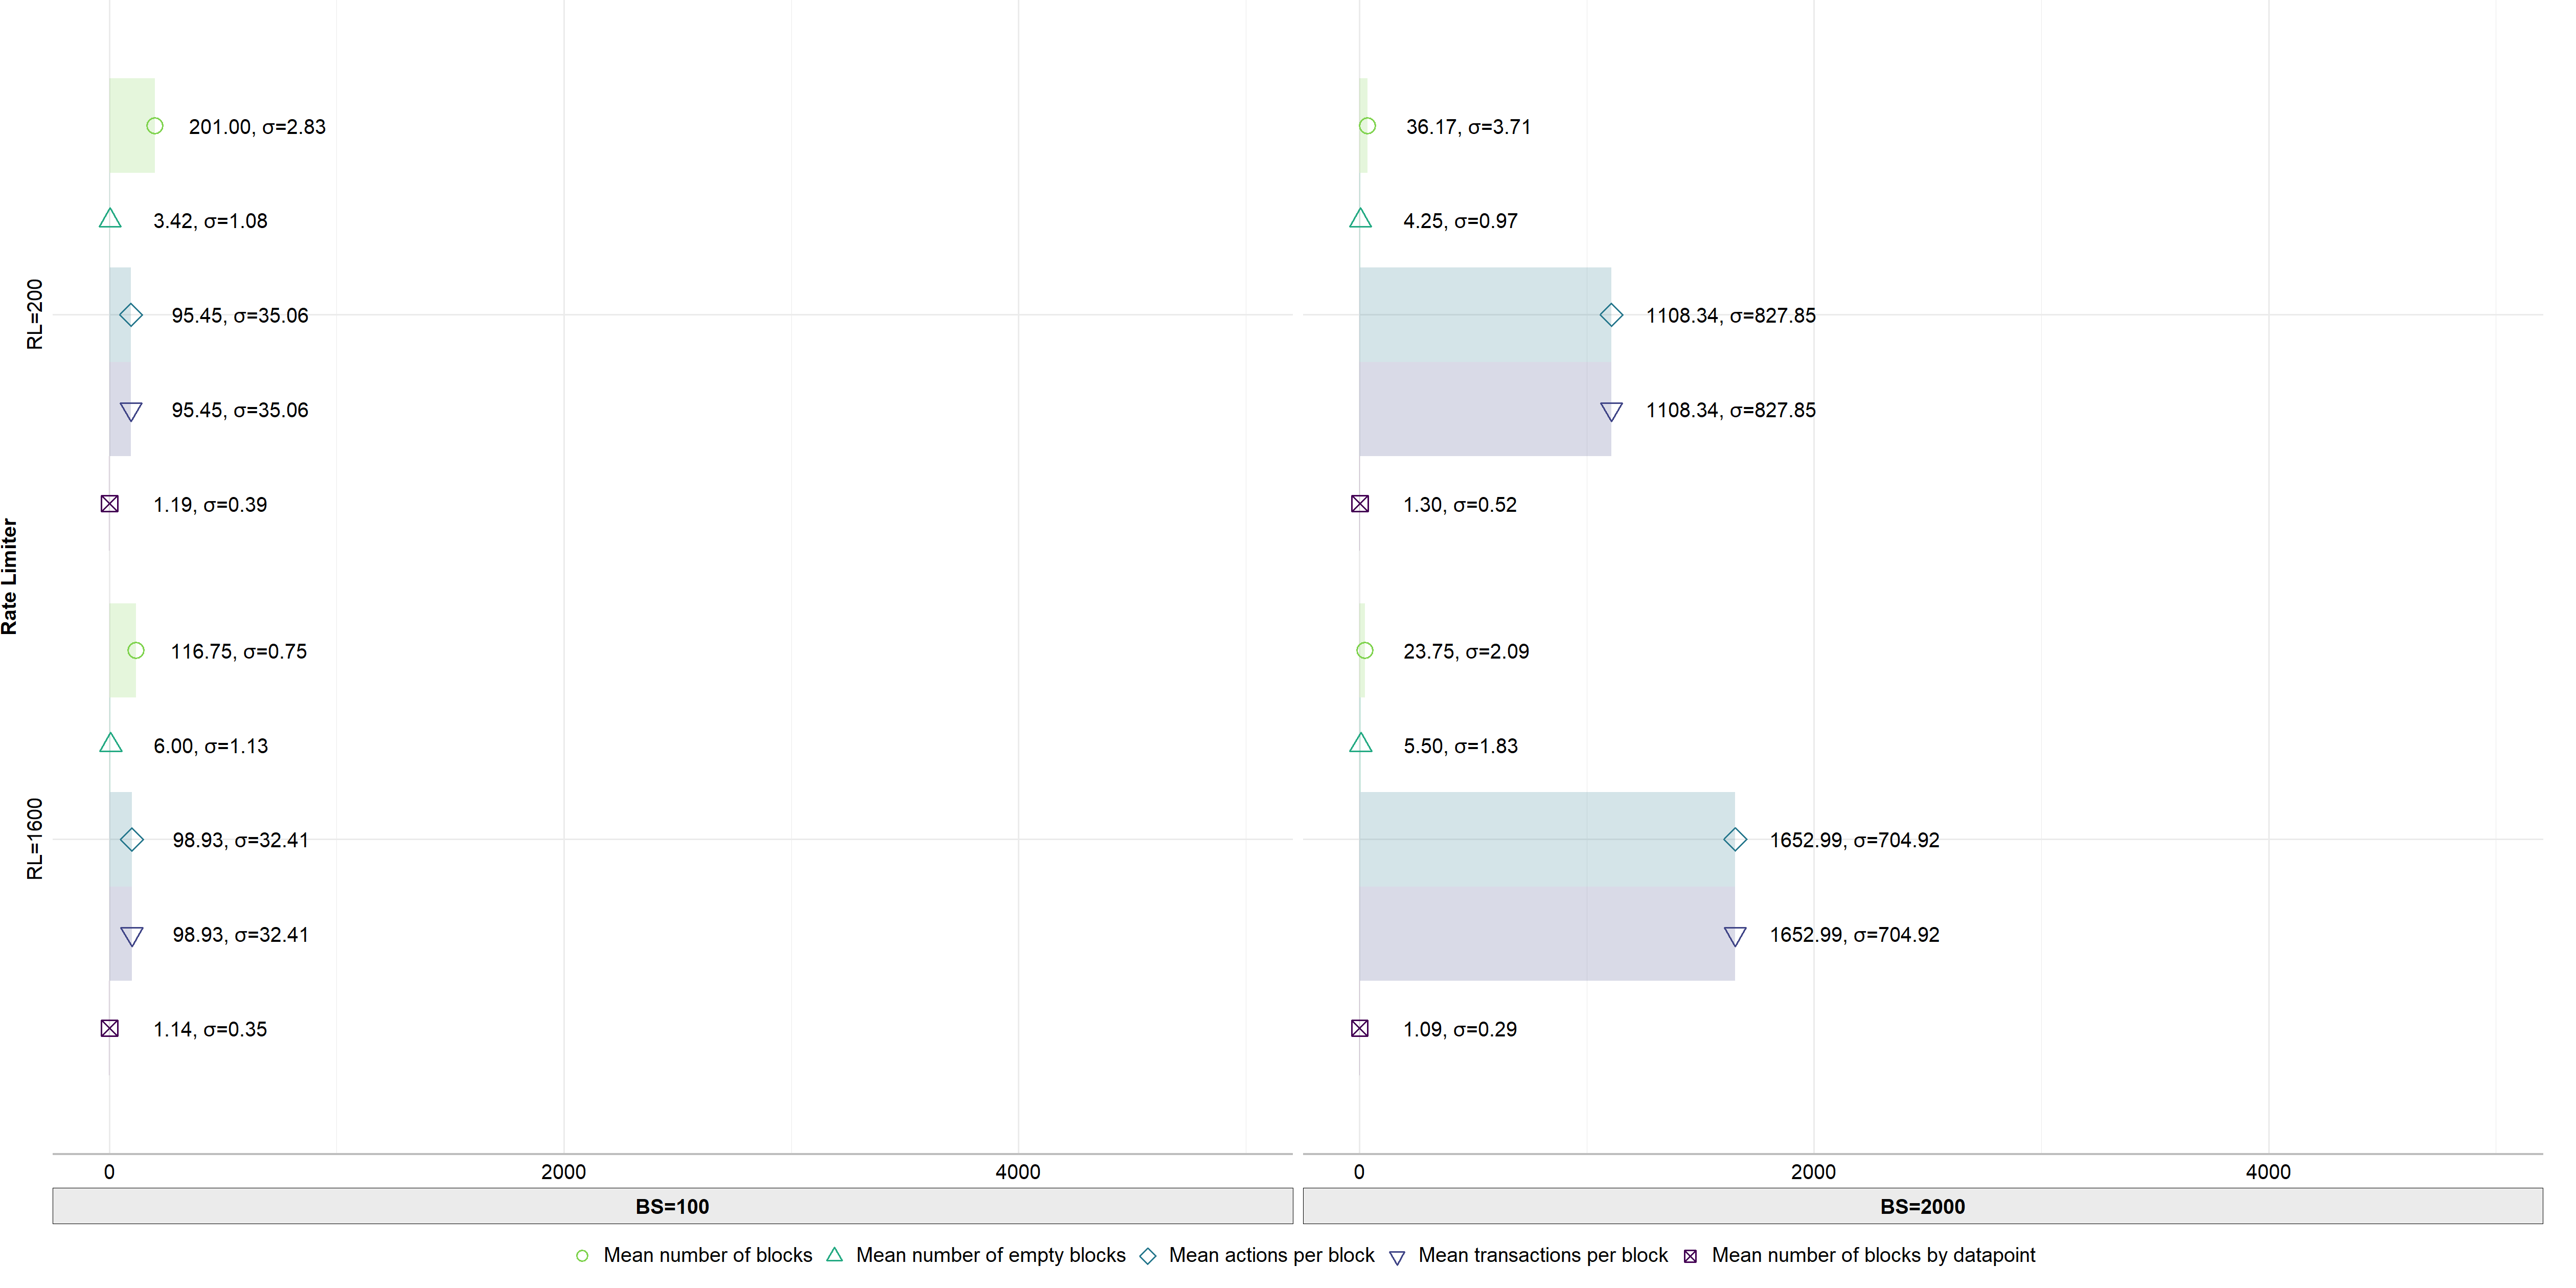 Rate Limiter
RL=200
201.00, σ=2.83
36.17, σ=3.71
3.42, σ=1.08
4.25, σ=0.97
95.45, σ=35.06
1108.34, σ=827.85
95.45, σ=35.06
1108.34, σ=827.85
1.19, σ=0.39
1.30, σ=0.52
RL=1600
116.75, σ=0.75
23.75, σ=2.09
6.00, σ=1.13
5.50, σ=1.83
98.93, σ=32.41
1652.99, σ=704.92
98.93, σ=32.41
1652.99, σ=704.92
1.14, σ=0.35
1.09, σ=0.29
0 2000 4000 0 2000 4000
BS=100 BS=2000
Mean number of blocks Mean number of empty blocks Mean actions per block Mean transactions per block Mean number of blocks by datapoint